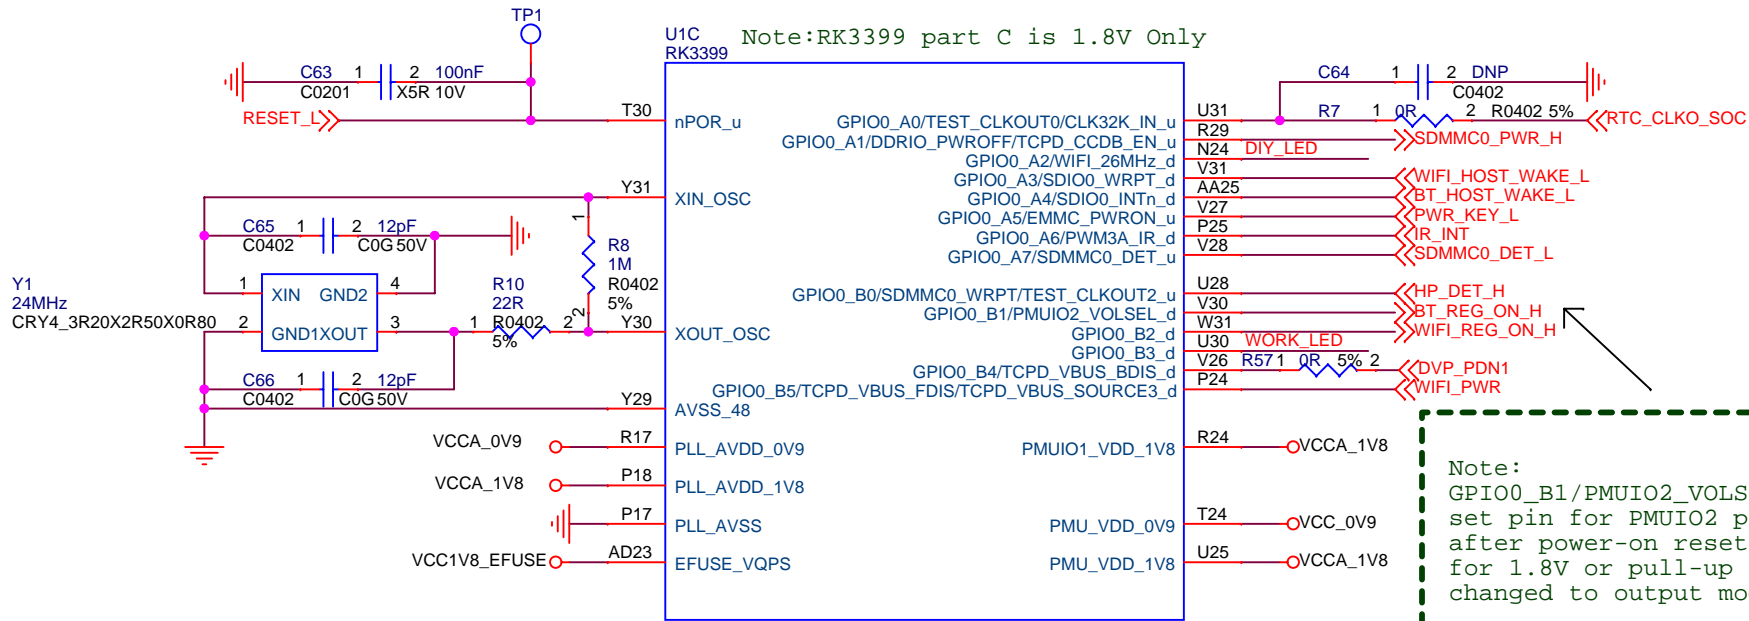 TP1
U1C
RK3399
Note:RK3399 part C is 1.8V Only
C63 1 2 100nF
C0201 X5R 10V
RESET_L
T30
nPOR_u
C64 1 2 DNP
C0402
U31
GPIO0_A0/TEST_CLKOUT0/CLK32K_IN_u
R7 1 0R 2 R0402 5%
RTC_CLKO_SOC
R29
GPIO0_A1/DDRIO_PWROFF/TCPD_CCDB_EN_u
SDMMC0_PWR_H
N24 DIY_LED
GPIO0_A2/WIFI_26MHz_d
V31
GPIO0_A3/SDIO0_WRPT_d
WIFI_HOST_WAKE_L
AA25
GPIO0_A4/SDIO0_INTn_d
BT_HOST_WAKE_L
V27
GPIO0_A5/EMMC_PWRON_u
PWR_KEY_L
P25
GPIO0_A6/PWM3A_IR_d
IR_INT
V28
GPIO0_A7/SDMMC0_DET_u
SDMMC0_DET_L
U28
GPIO0_B0/SDMMC0_WRPT/TEST_CLKOUT2_u
HP_DET_H
V30
GPIO0_B1/PMUIO2_VOLSEL_d
BT_REG_ON_H
W31
GPIO0_B2_d
WIFI_REG_ON_H
U30 WORK_LED
GPIO0_B3_d
V26 R57 1 0R 5% 2
GPIO0_B4/TCPD_VBUS_BDIS_d
DVP_PDN1
P24
GPIO0_B5/TCPD_VBUS_FDIS/TCPD_VBUS_SOURCE3_d
WIFI_PWR
Y31
XIN_OSC
C65 1 2 12pF
C0402 C0G 50V
1
R8
1M
R0402
5%
2
Y1
24MHz
CRY4_3R20X2R50X0R80
1 XIN GND2 4
2 GND1 XOUT 3
R10
22R
1 R0402 2
5%
Y30
XOUT_OSC
C66 1 2 12pF
C0402 C0G 50V
Y29
AVSS_48
VCCA_0V9
R17
PLL_AVDD_0V9
VCCA_1V8
P18
PLL_AVDD_1V8
P17
PLL_AVSS
VCC1V8_EFUSE
AD23
EFUSE_VQPS
PMUIO1_VDD_1V8
R24
VCCA_1V8
PMU_VDD_0V9
T24
VCC_0V9
PMU_VDD_1V8
U25
VCCA_1V8
Note:
GPIO0_B1/PMUIO2_VOLS
set pin for PMUIO2 p
after power-on reset
for 1.8V or pull-up
changed to output mo